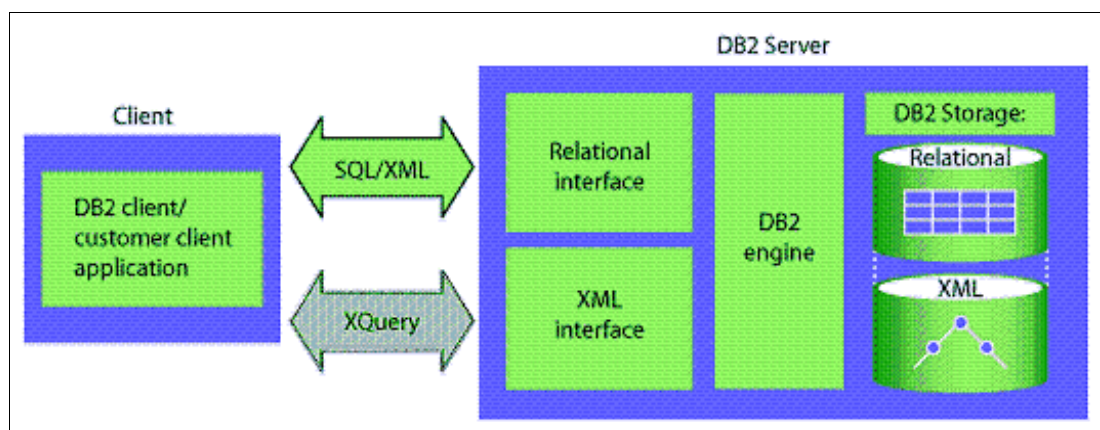 DB2 Server
Client
DB2 client/
customer client
application
SQL/XML
XQuery
Relational
interface
XML
interface
DB2
engine
DB2 Storage:
Relational
XML